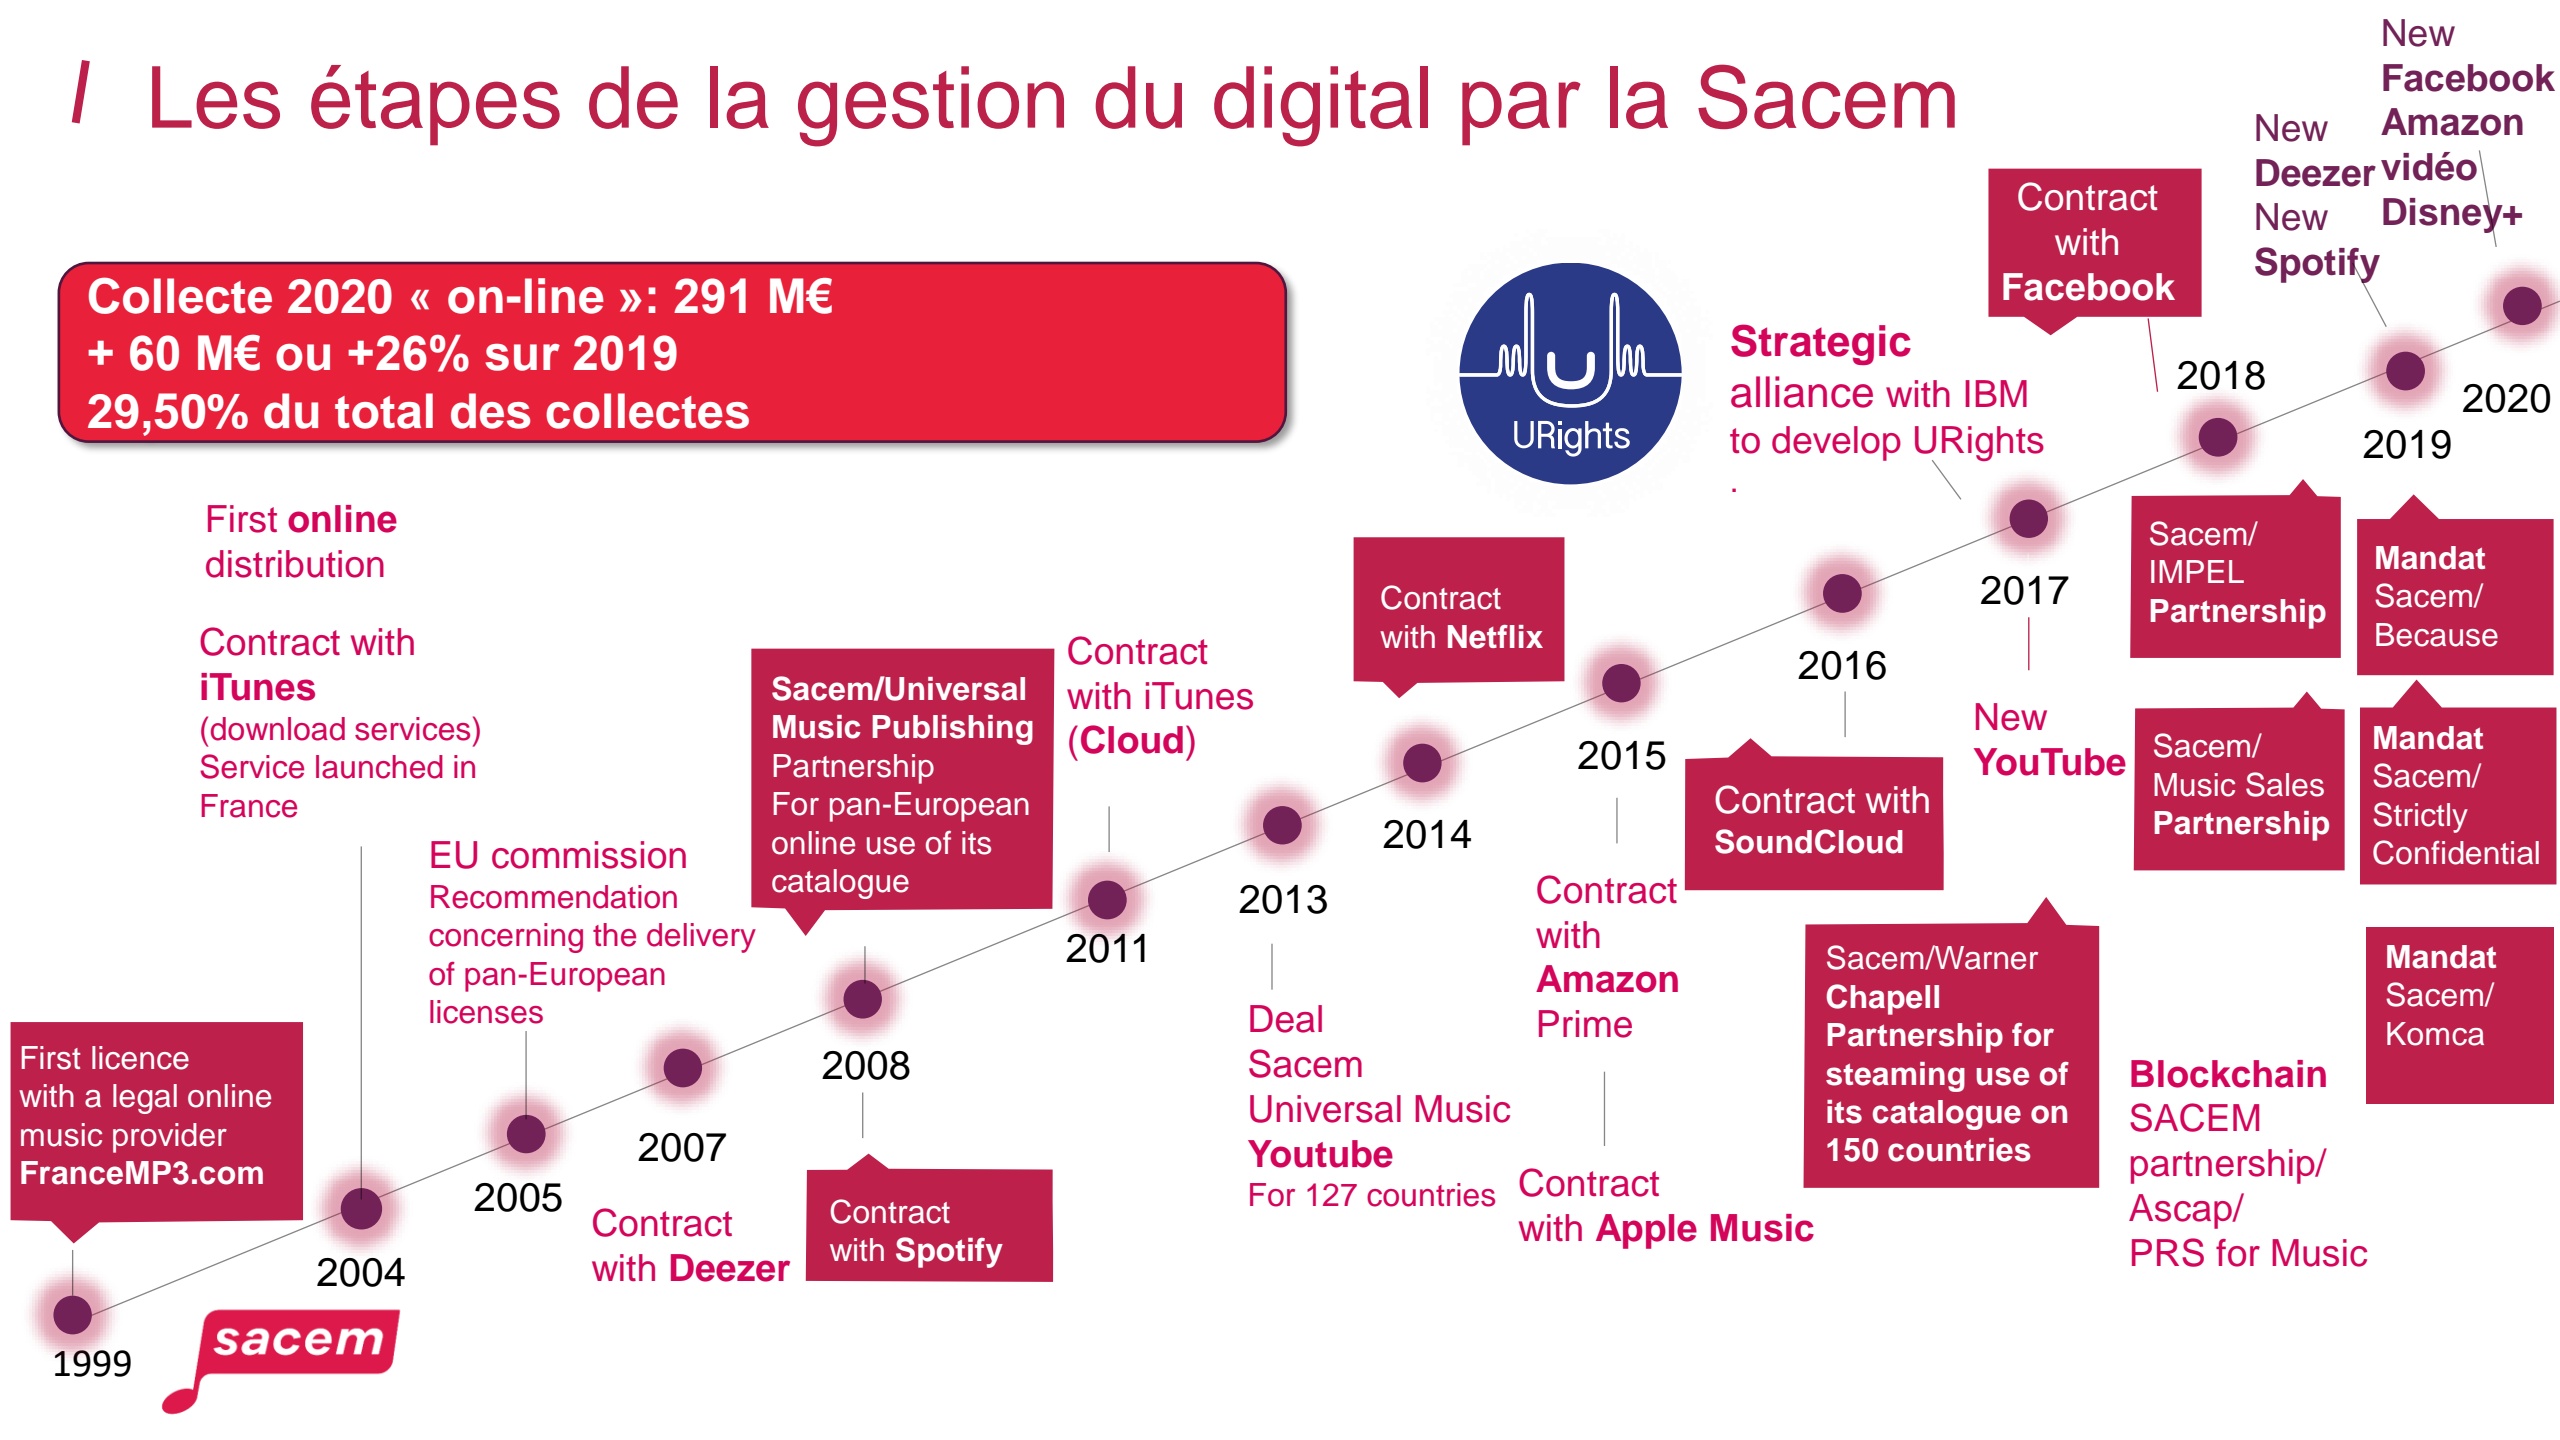 / Les étapes de la gestion du digital par la Sacem
Collecte 2020 « on-line »: 291 M€
+ 60 M€ ou +26% sur 2019
29,50% du total des collectes
First licence
with a legal online
music provider
FranceMP3.com
1999
sacem
First online
distribution
Contract with
iTunes
(download services)
Service launched in
France
2004
EU commission
Recommendation
concerning the delivery
of pan-European
licenses
2005
2007
Contract
with Deezer
Sacem/Universal
Music Publishing
Partnership
For pan-European
online use of its
catalogue
2008
Contract
with Spotify
Contract
with iTunes
(Cloud)
2011
2013
Deal
Sacem
Universal Music
Youtube
For 127 countries
Contract
with Netflix
2014
2015
Contract
with
Amazon
Prime
Contract
with Apple Music
2016
Contract with
SoundCloud
URights
Strategic
alliance with IBM
to develop URights
.
2017
New
YouTube
Sacem/Warner
Chapell
Partnership for
steaming use of
its catalogue on
150 countries
Contract
with
Facebook
2018
Sacem/
IMPEL
Partnership
Sacem/
Music Sales
Partnership
Blockchain
SACEM
partnership/
Ascap/
PRS for Music
New
Deezer
New
Spotify
2019
Mandat
Sacem/
Because
Mandat
Sacem/
Strictly
Confidential
Mandat
Sacem/
Komca
New
Facebook
Amazon
vidéo
Disney+
2020